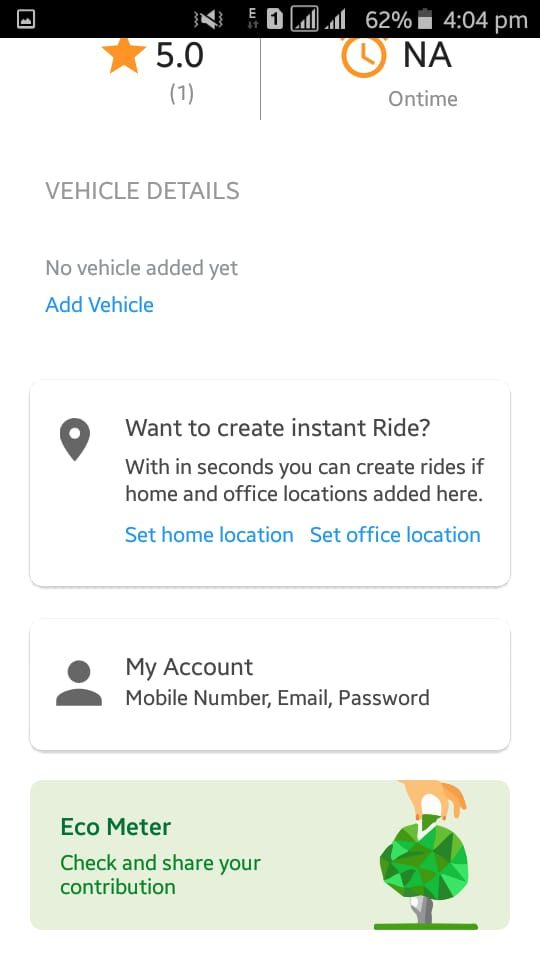 E 1 62% 4:04 pm
5.0 NA
(1) Ontime
VEHICLE DETAILS
No vehicle added yet
Add Vehicle
Want to create instant Ride?
With in seconds you can create rides if
home and office locations added here.
Set home location Set office location
My Account
Mobile Number, Email, Password
Eco Meter
Check and share your
contribution